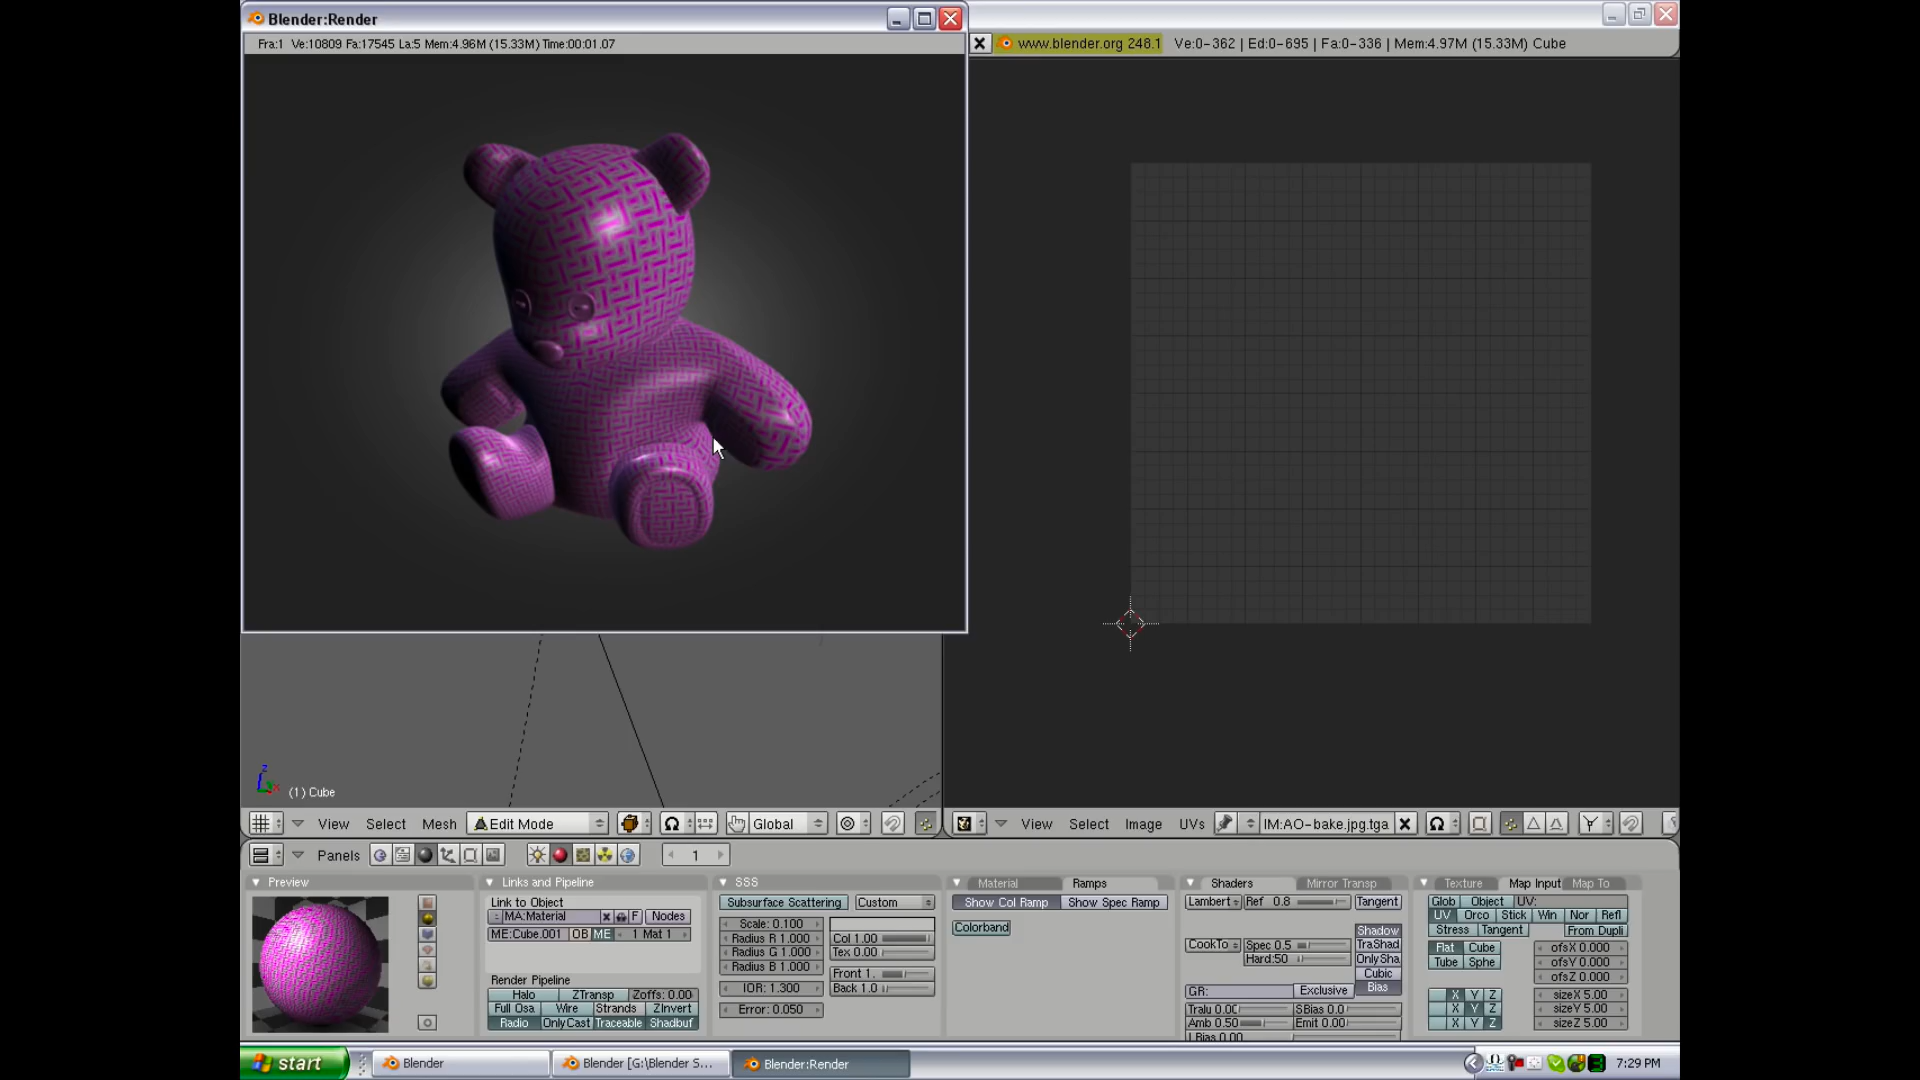 Blender:Render
Fra:1 Ve:10809 Fa:17545 La:5 Mem:4.96M (15.33M) Time:00:01.07
www.blender.org 248.1 Ve:0-362 | Ed:0-695 | Fa:0-336 | Mem:4.97M (15.33M) Cube
z
x
(1) Cube
View Select Mesh Edit Mode Global
View Select Image UVs IM:AO-bake.jpg.tga
Panels 1
Preview
Links and Pipeline
Link to Object
MA:Material F Nodes
ME:Cube.001 OB ME 1 Mat 1
Render Pipeline
Halo ZTransp Zoffs: 0.00
Full Osa Wire Strands ZInvert
Radio OnlyCast Traceable Shadbuf
SSS
Subsurface Scattering Custom
Scale: 0.100
Radius R 1.000 Col 1.00
Radius G 1.000 Tex 0.00
Radius B 1.000 Front 1.
IOR: 1.300 Back 1.0
Error: 0.050
Material Ramps
Show Col Ramp Show Spec Ramp
Colorband
Shaders Mirror Transp
Lambert Ref 0.8 Tangent
Shadow
CookTo Spec 0.5 TraShad
Hard:50 OnlySha
Cubic
GR: Exclusive Bias
Tralu 0.0 SBias 0.0
Amb 0.50 Emit 0.00
L Bias 0.00
Texture Map Input Map To
Glob Object UV:
UV Orco Stick Win Nor Refl
Stress Tangent From Dupli
Flat Cube ofsX 0.000
Tube Sphe ofsY 0.000
ofsZ 0.000
X Y Z sizeX 5.00
X Y Z sizeY 5.00
X Y Z sizeZ 5.00
start Blender Blender [G:\Blender S... Blender:Render 7:29 PM